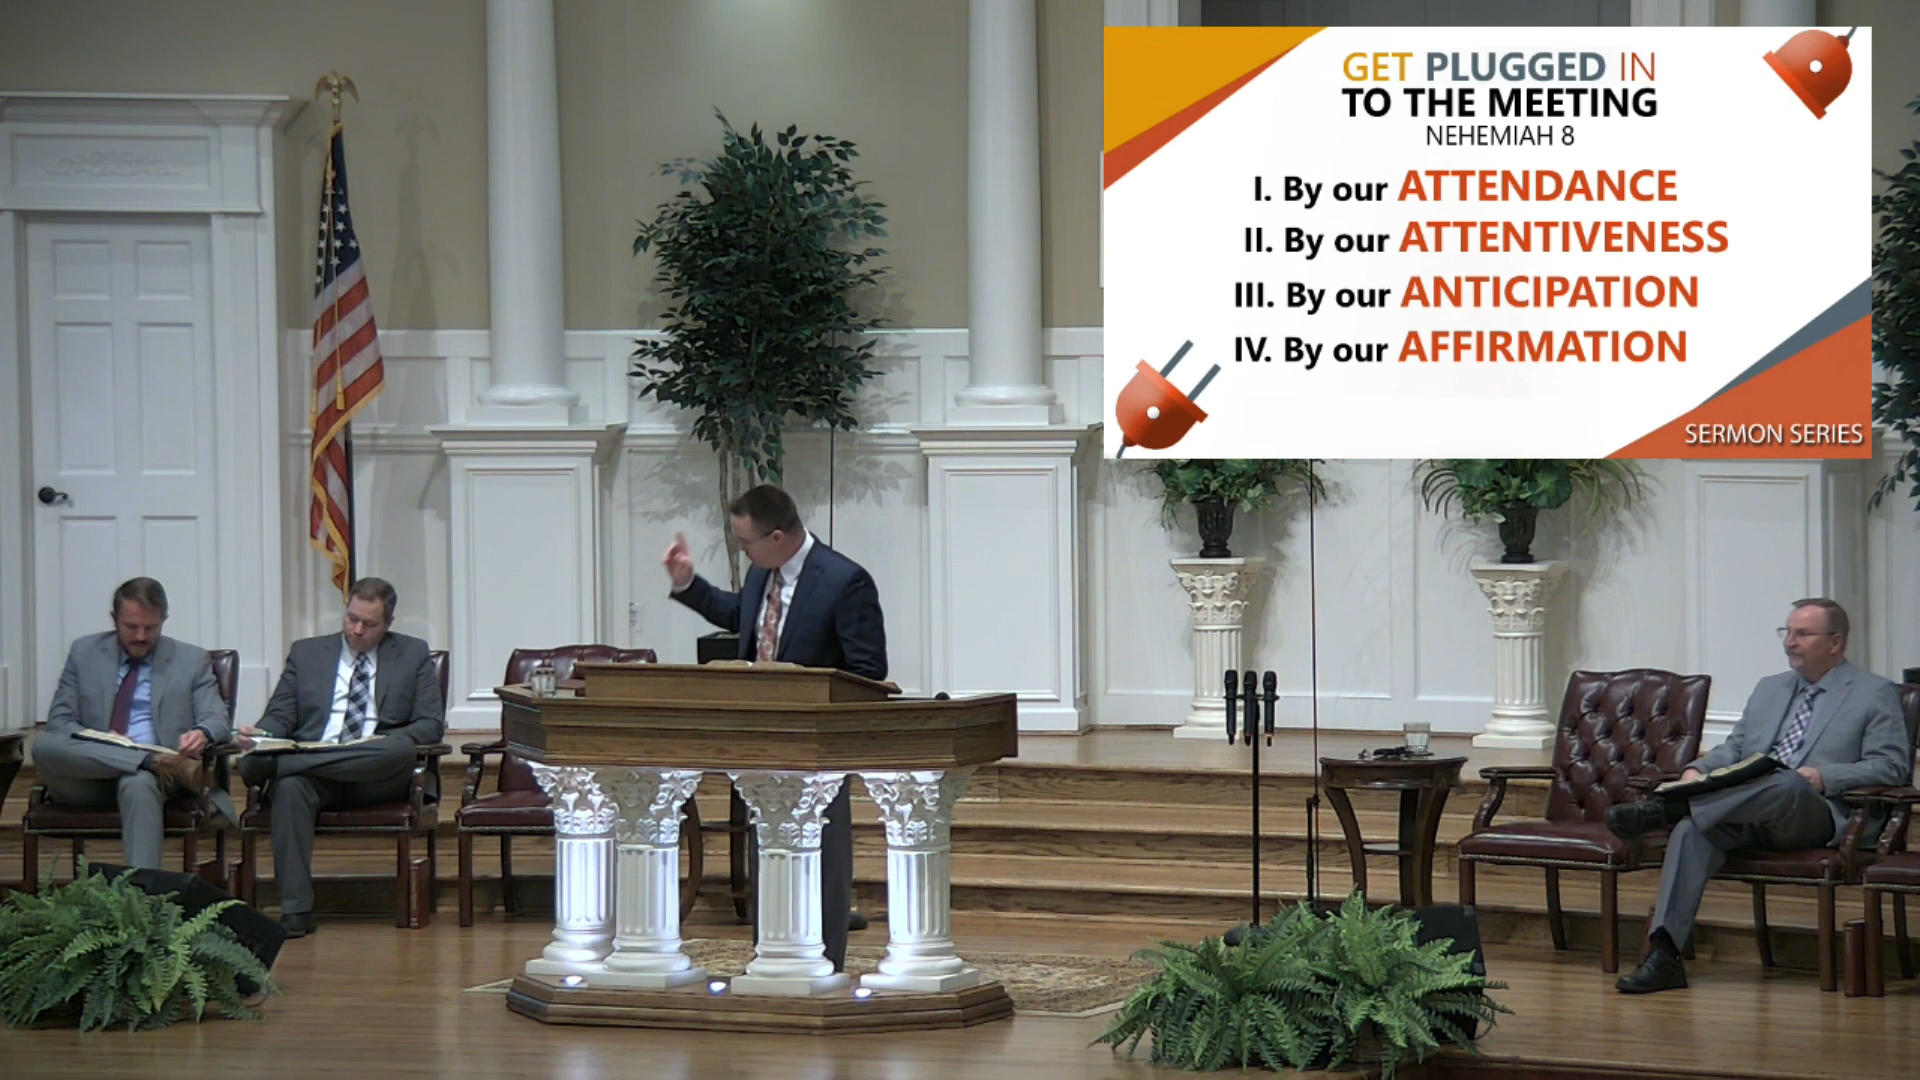 GET PLUGGED IN
TO THE MEETING
NEHEMIAH 8
I. By our ATTENDANCE
II. By our ATTENTIVENESS
III. By our ANTICIPATION
IV. By our AFFIRMATION
SERMON SERIES